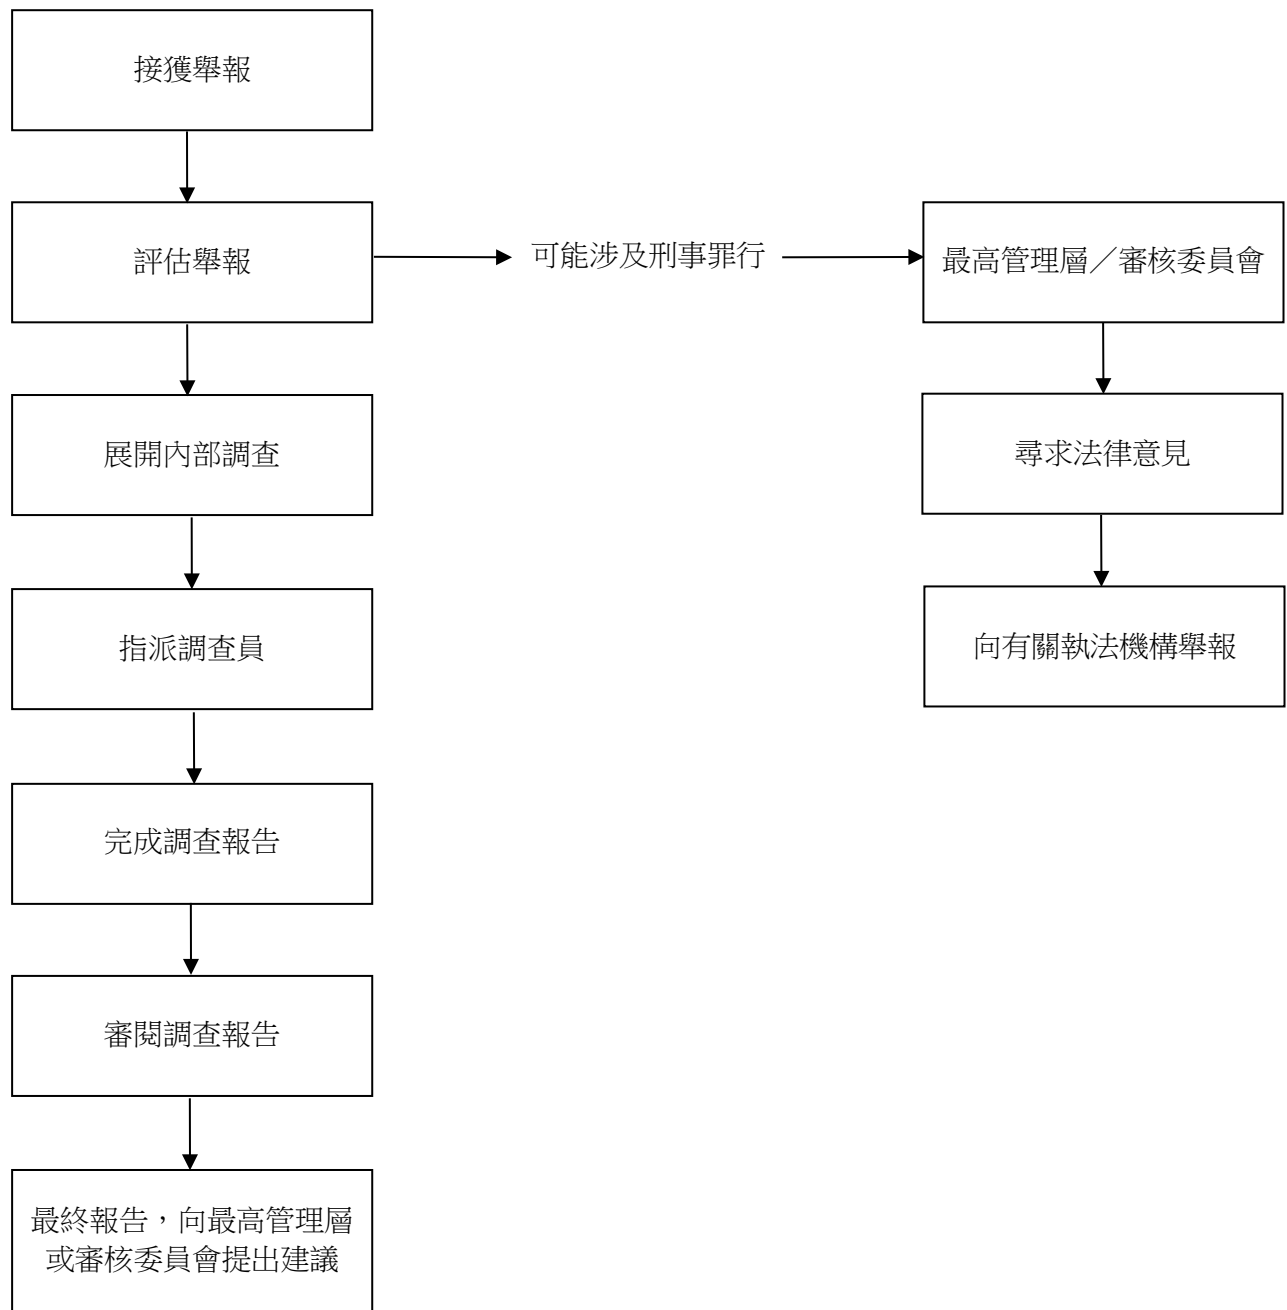 接獲舉報
評估舉報
可能涉及刑事罪行
最高管理層／審核委員會
展開內部調查
尋求法律意見
指派調查員
向有關執法機構舉報
完成調查報告
審閱調查報告
最終報告，向最高管理層
或審核委員會提出建議